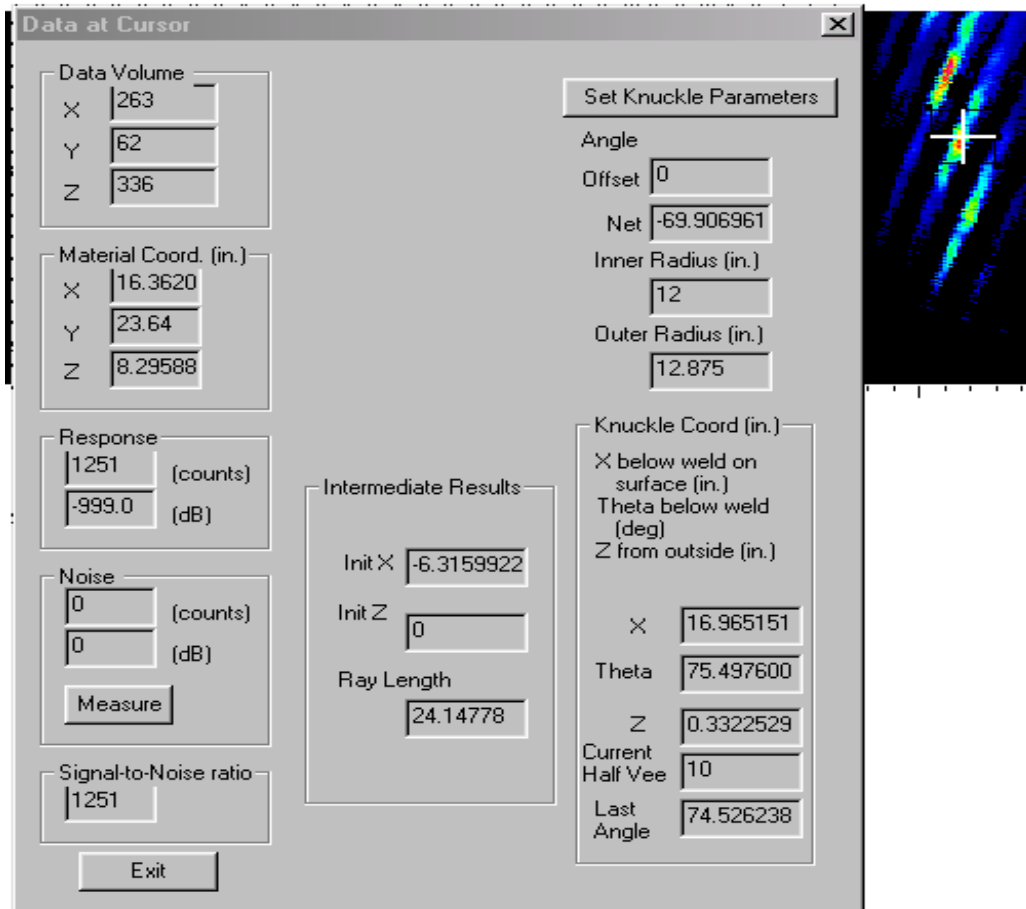 Data at Cursor
Data Volume
X 263
Y 62
Z 336
Material Coord. (in.)
X 16.3620
Y 23.64
Z 8.29588
Response
1251 (counts)
-999.0 (dB)
Noise
0 (counts)
0 (dB)
Measure
Signal-to-Noise ratio
1251
Exit
Intermediate Results
Init X -6.3159922
Init Z 0
Ray Length
24.14778
Set Knuckle Parameters
Angle
Offset 0
Net -69.906961
Inner Radius (in.)
12
Outer Radius (in.)
12.875
Knuckle Coord (in.)
X below weld on
surface (in.)
Theta below weld
(deg)
Z from outside (in.)
X 16.965151
Theta 75.497600
Z 0.3322529
Current
Half Vee 10
Last
Angle 74.526238